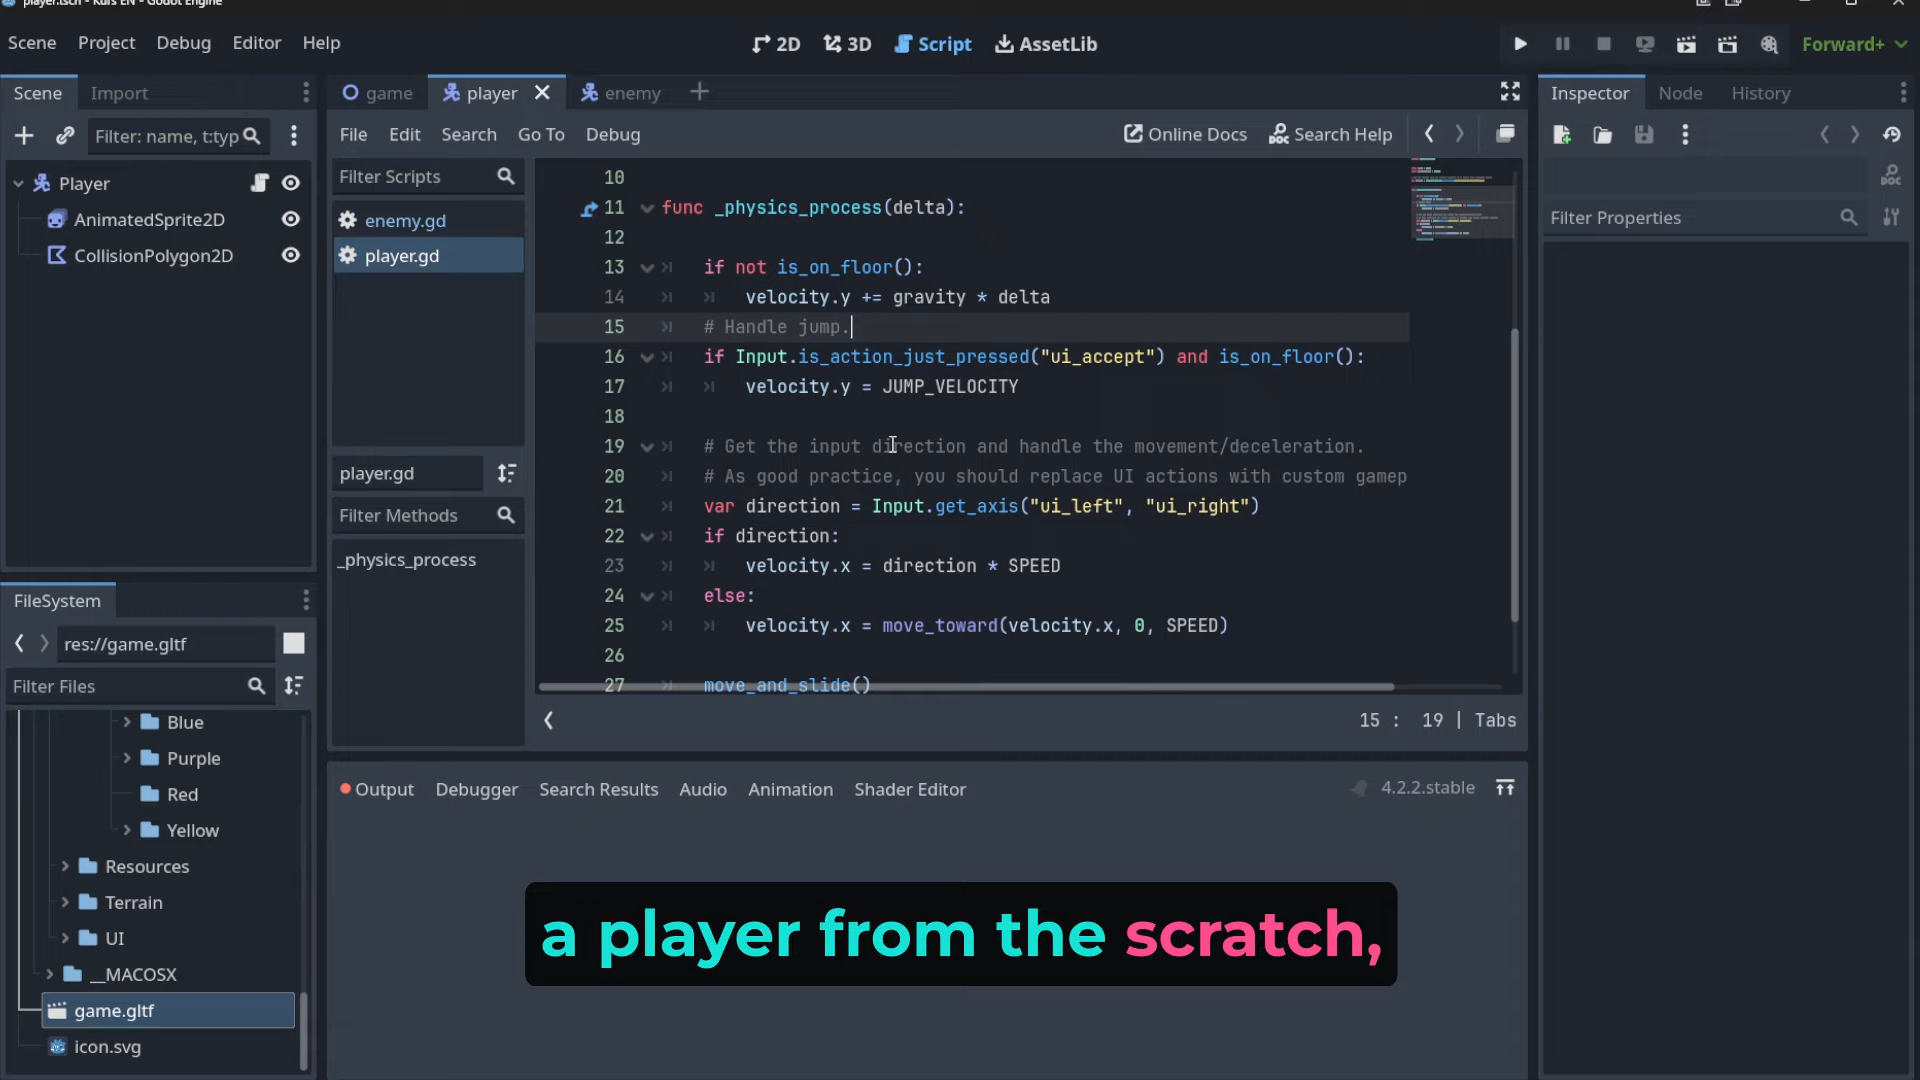 player.tscn - Kurs EN - Godot Engine
Scene Project Debug Editor Help
2D 3D Script AssetLib
Forward+
Scene Import
Filter: name, t:typ
Player
AnimatedSprite2D
CollisionPolygon2D
FileSystem
res://game.gltf
Filter Files
Blue
Purple
Red
Yellow
Resources
Terrain
UI
__MACOSX
game.gltf
icon.svg
game player enemy
File Edit Search Go To Debug
Online Docs Search Help
Filter Scripts
enemy.gd
player.gd
player.gd
Filter Methods
_physics_process
10
11 func _physics_process(delta):
12
13 if not is_on_floor():
14 velocity.y += gravity * delta
15 # Handle jump.
16 if Input.is_action_just_pressed("ui_accept") and is_on_floor():
17 velocity.y = JUMP_VELOCITY
18
19 # Get the input direction and handle the movement/deceleration.
20 # As good practice, you should replace UI actions with custom gamep
21 var direction = Input.get_axis("ui_left", "ui_right")
22 if direction:
23 velocity.x = direction * SPEED
24 else:
25 velocity.x = move_toward(velocity.x, 0, SPEED)
26
27 move_and_slide()
15 : 19 | Tabs
Output Debugger Search Results Audio Animation Shader Editor
4.2.2.stable
Inspector Node History
Filter Properties
a player from the scratch,